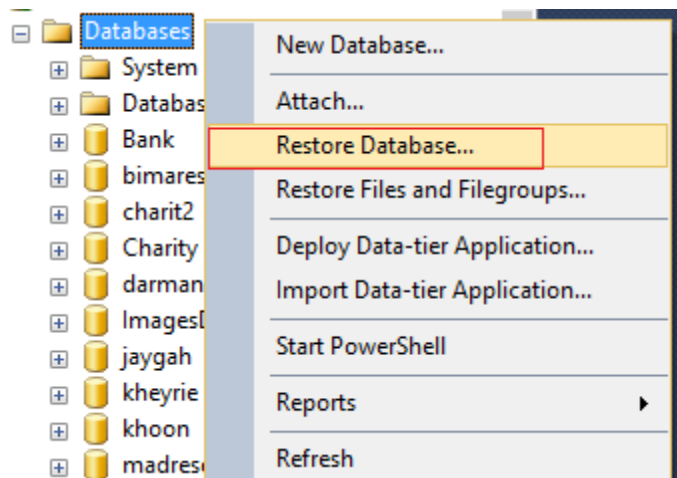 Databases
System
Databas
Bank
bimares
charit2
Charity
darman
Images
jaygah
kheyrie
khoon
madres
New Database...
Attach...
Restore Database...
Restore Files and Filegroups...
Deploy Data-tier Application...
Import Data-tier Application...
Start PowerShell
Reports
Refresh